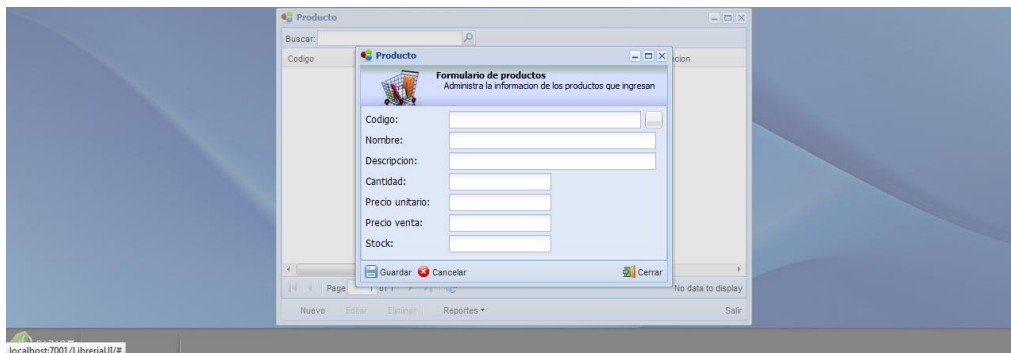 Producto
Buscar:
Codigo
Producto
Formulario de productos
Administra la informacion de los productos que ingresan
Codigo:
Nombre:
Descripcion:
Cantidad:
Precio unitario:
Precio venta:
Stock:
Guardar Cancelar Cerrar
Page No data to display
Nuevo Editar Eliminar Reportes Salir
localhost:7001/LibreriaUI/#